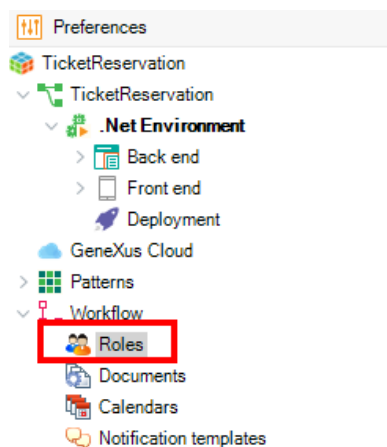 Preferences
TicketReservation
TicketReservation
.Net Environment
Back end
Front end
Deployment
GeneXus Cloud
Patterns
Workflow
Roles
Documents
Calendars
Notification templates